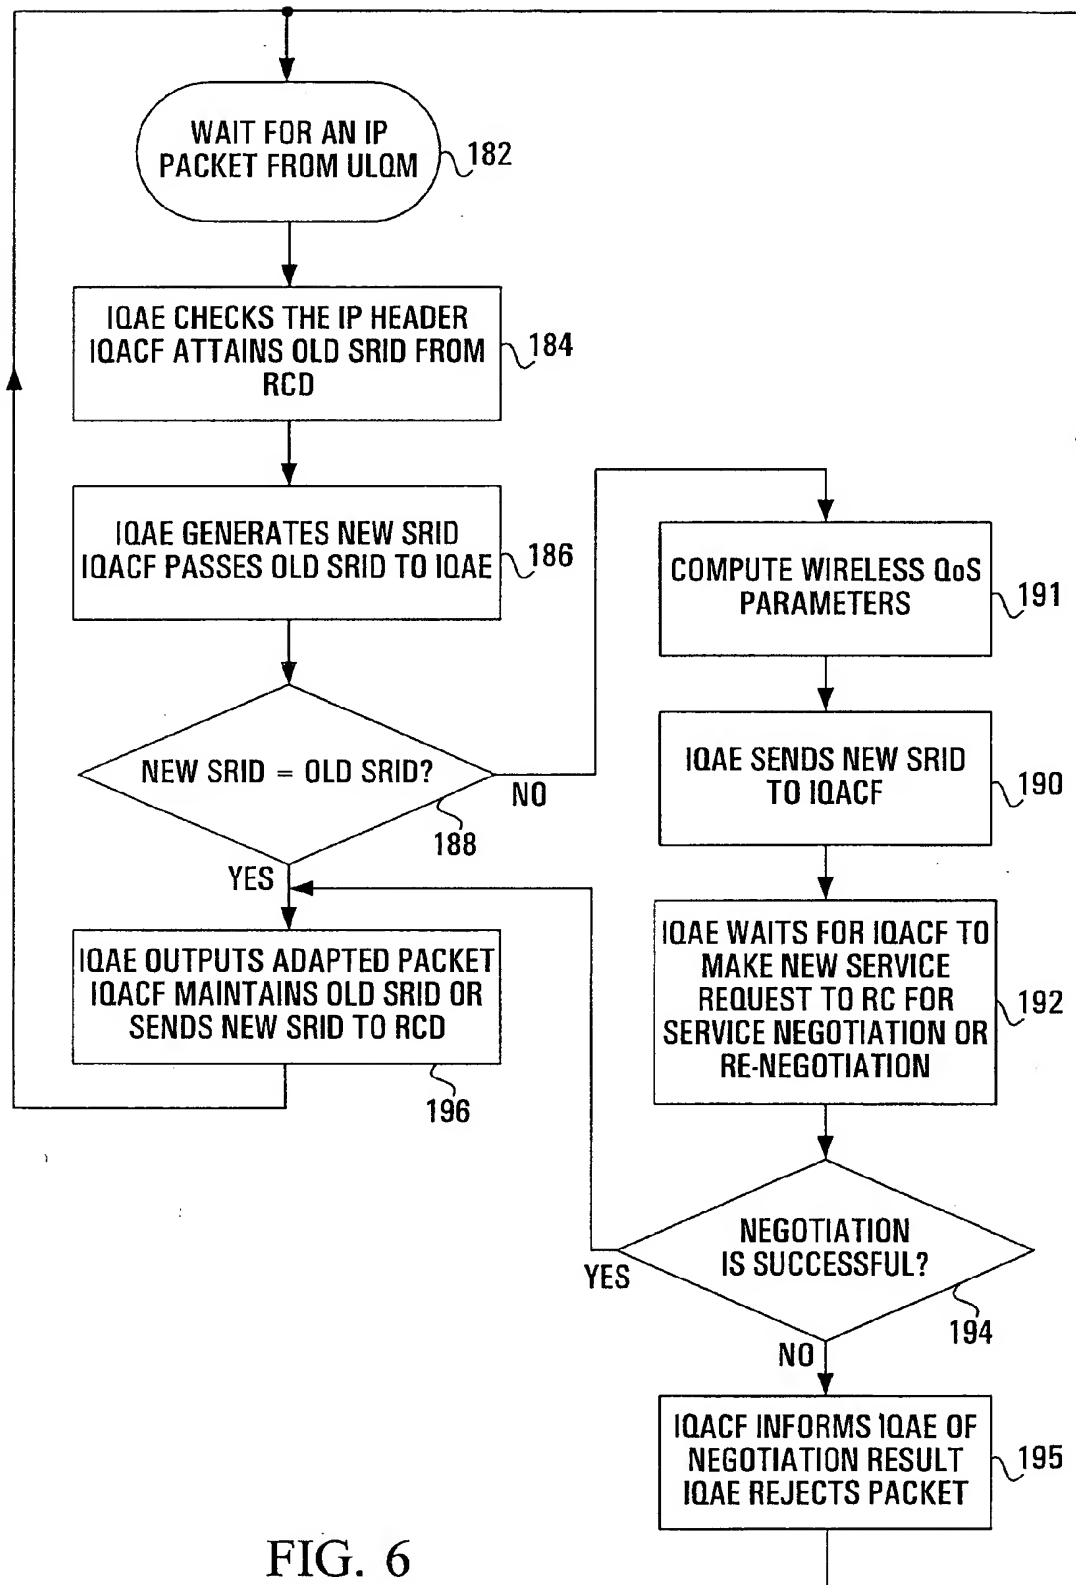 WAIT FOR AN IP
PACKET FROM ULQM
182
IQAE CHECKS THE IP HEADER
IQACF ATTAINS OLD SRID FROM
RCD
184
IQAE GENERATES NEW SRID
IQACF PASSES OLD SRID TO IQAE
186
NEW SRID = OLD SRID?
NO
188
YES
IQAE OUTPUTS ADAPTED PACKET
IQACF MAINTAINS OLD SRID OR
SENDS NEW SRID TO RCD
196
COMPUTE WIRELESS QoS
PARAMETERS
191
IQAE SENDS NEW SRID
TO IQACF
190
IQAE WAITS FOR IQACF TO
MAKE NEW SERVICE
REQUEST TO RC FOR
SERVICE NEGOTIATION OR
RE-NEGOTIATION
192
NEGOTIATION
IS SUCCESSFUL?
YES
194
NO
IQACF INFORMS IQAE OF
NEGOTIATION RESULT
IQAE REJECTS PACKET
195
FIG. 6